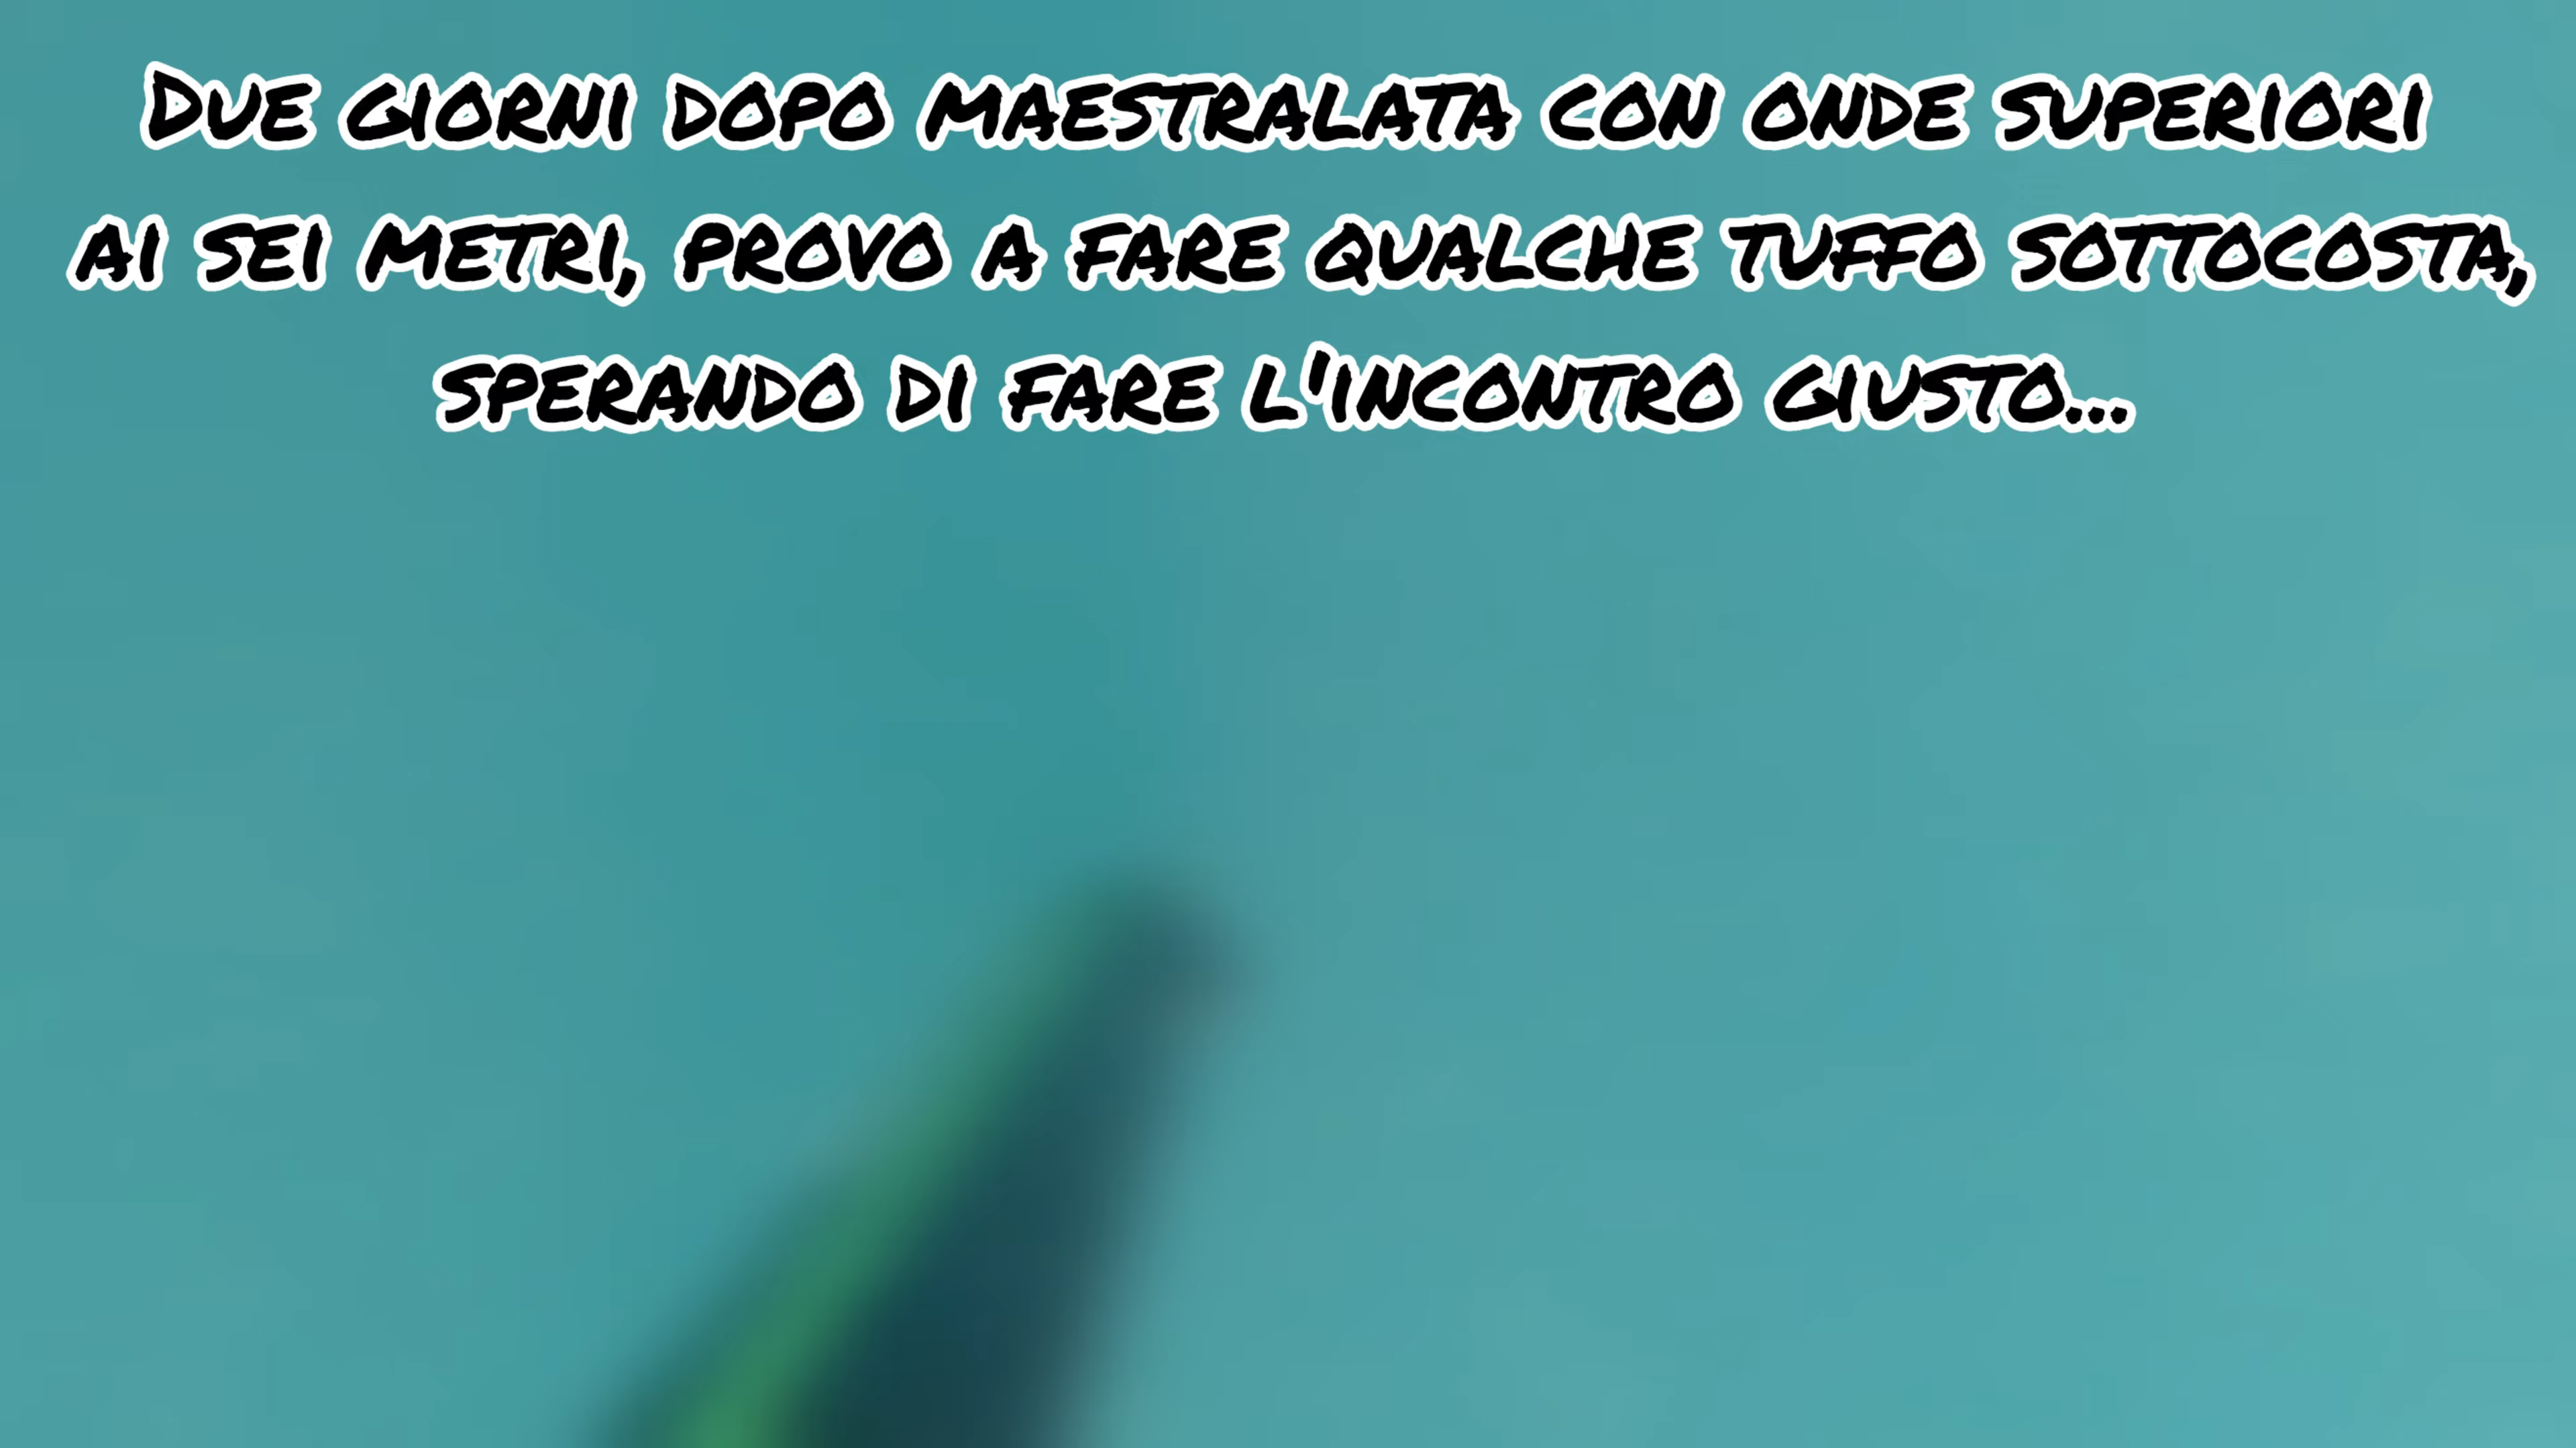 Due giorni dopo maestralata con onde superiori
ai sei metri, provo a fare qualche tuffo sottocosta,
sperando di fare l'incontro giusto...